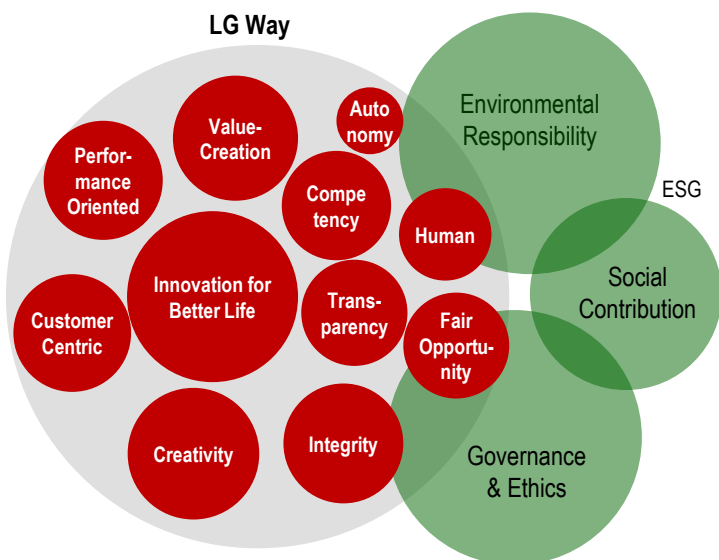 LG Way
Auto
nomy
Environmental
Responsibility
Value-
Creation
Perfor-
mance
Oriented
Compe
tency
ESG
Human
Innovation for
Better Life
Trans-
parency
Social
Contribution
Customer
Centric
Fair
Opportu-
nity
Creativity
Integrity
Governance
& Ethics